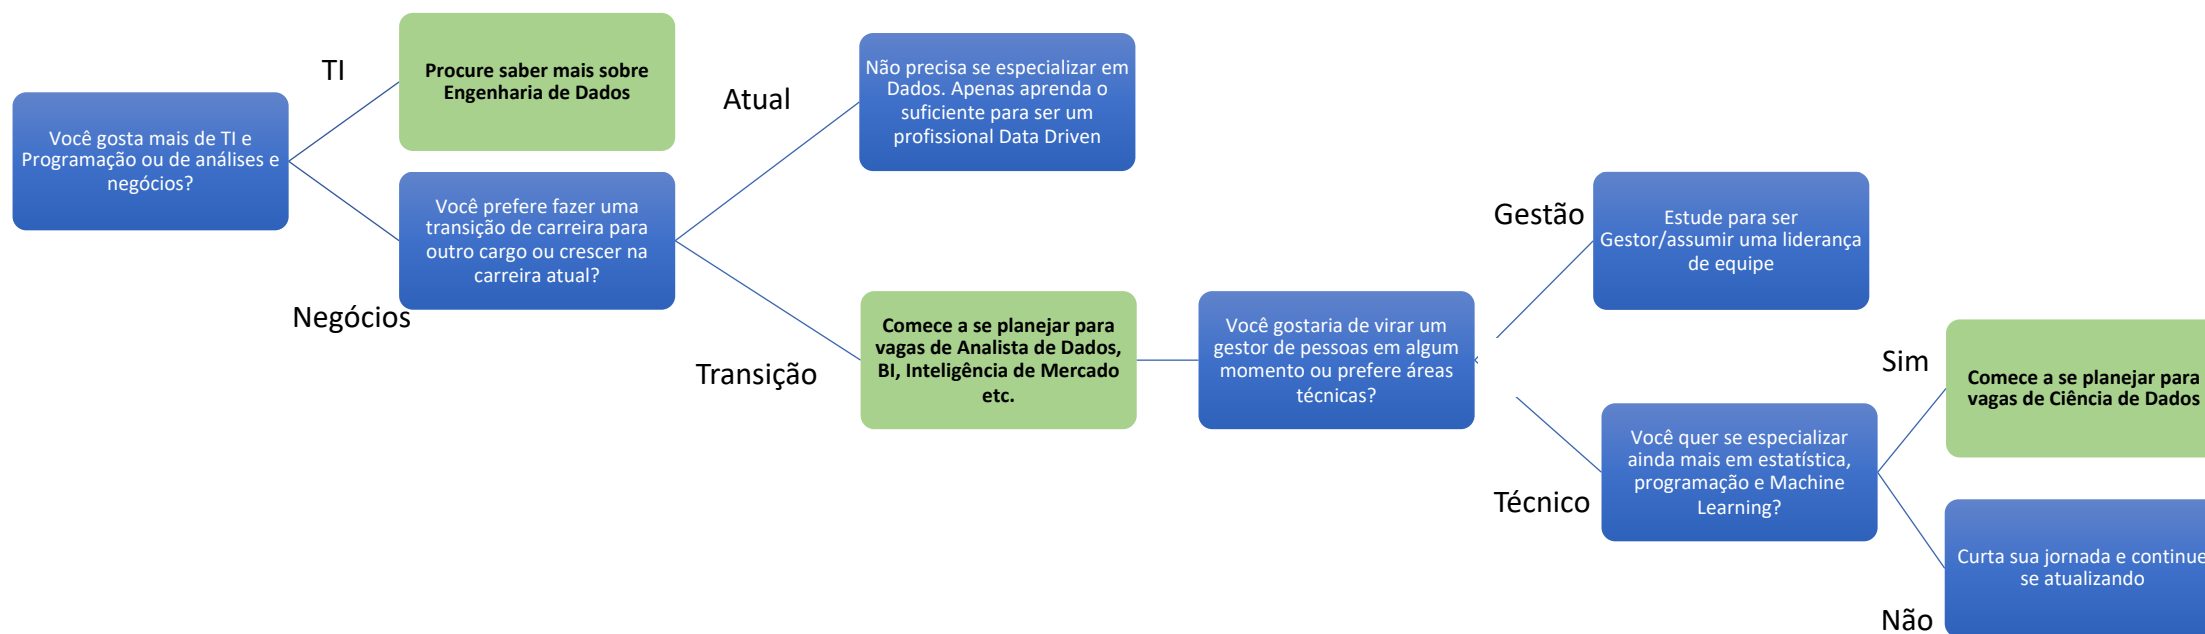 Você gosta mais de TI e
Programação ou de análises e
negócios?
TI
Procure saber mais sobre
Engenharia de Dados
Negócios
Você prefere fazer uma
transição de carreira para
outro cargo ou crescer na
carreira atual?
Atual
Não precisa se especializar em
Dados. Apenas aprenda o
suficiente para ser um
profissional Data Driven
Transição
Comece a se planejar para
vagas de Analista de Dados,
BI, Inteligência de Mercado
etc.
Você gostaria de virar um
gestor de pessoas em algum
momento ou prefere áreas
técnicas?
Gestão
Estude para ser
Gestor/assumir uma liderança
de equipe
Técnico
Você quer se especializar
ainda mais em estatística,
programação e Machine
Learning?
Sim
Comece a se planejar para
vagas de Ciência de Dados
Não
Curta sua jornada e continue
se atualizando